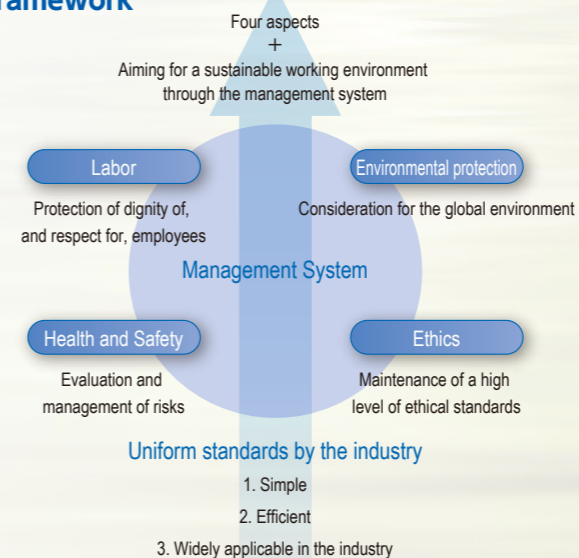 Four aspects
+
Aiming for a sustainable working environment
through the management system
Labor
Environmental protection
Protection of dignity of,
and respect for, employees
Consideration for the global environment
Management System
Health and Safety
Ethics
Evaluation and
management of risks
Maintenance of a high
level of ethical standards
Uniform standards by the industry
1. Simple
2. Efficient
3. Widely applicable in the industry